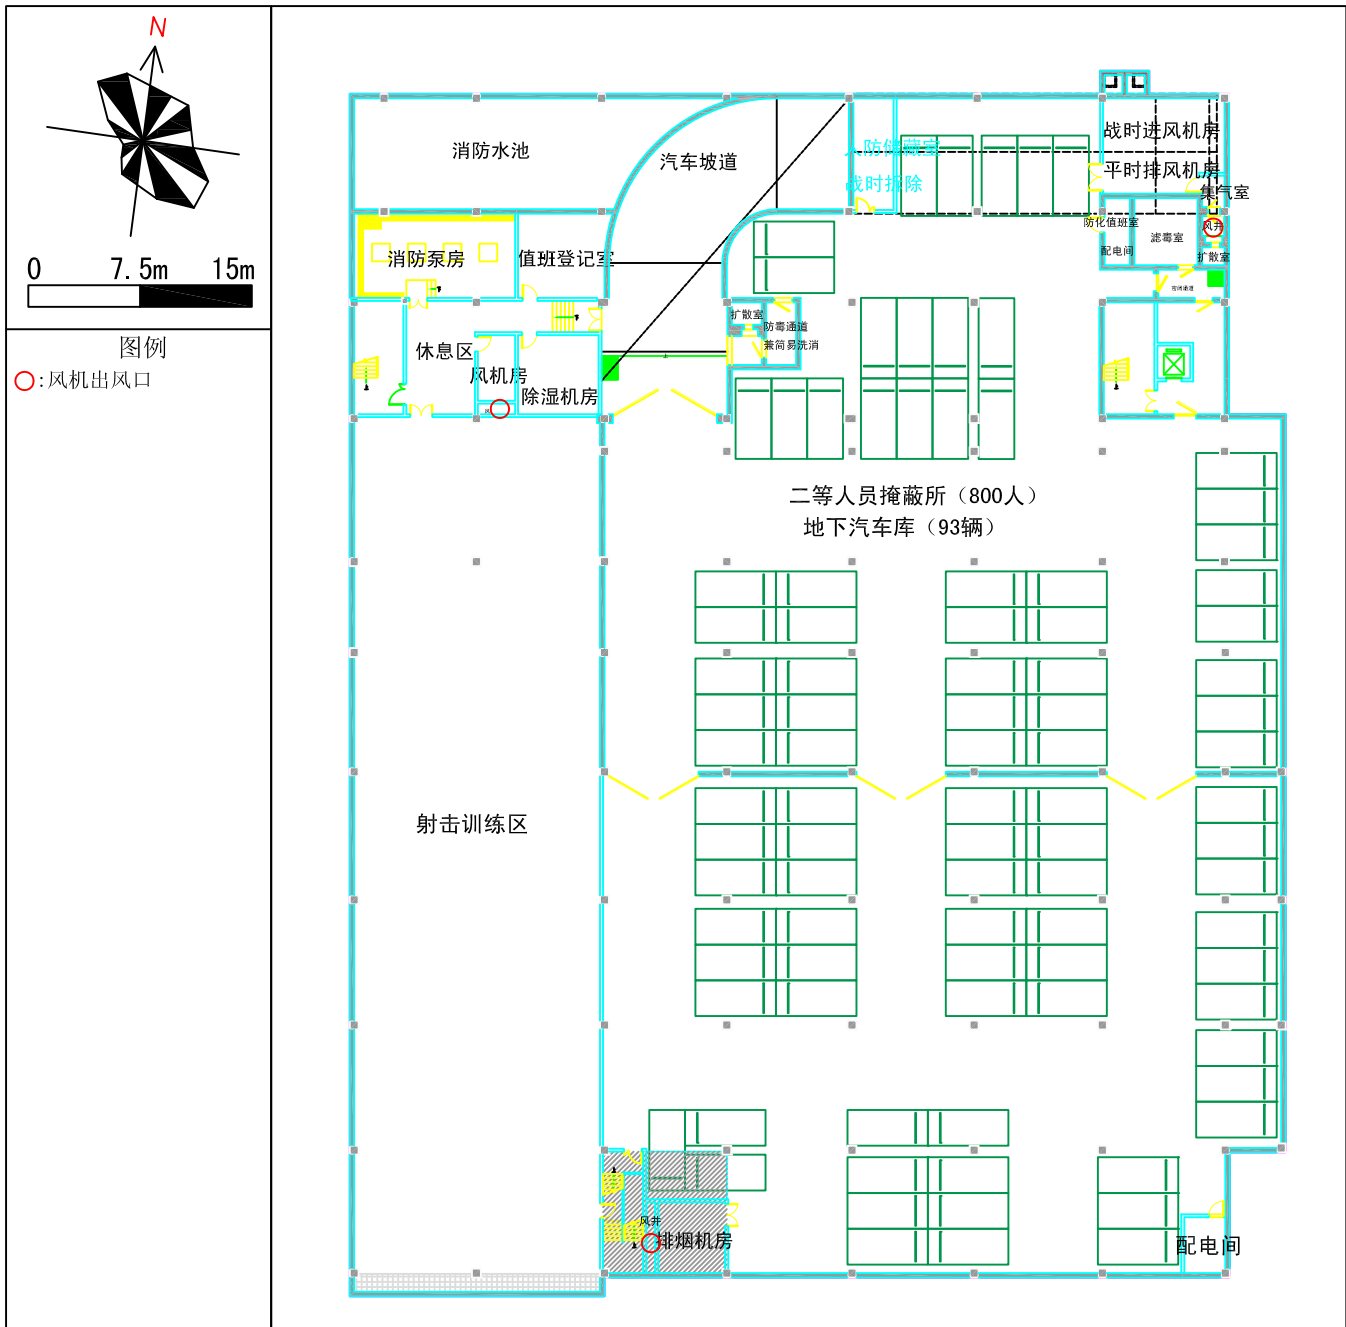 N
0 7.5m 15m
图例
:风机出风口
消防水池
汽车坡道
人防储藏室
战时拆除
战时进风机房
平时排风机房
集气室
防化值班室
滤毒室
风井
配电间
扩散室
密闭通道
消防泵房
值班登记室
扩散室
防毒通道
兼简易洗消
休息区
风机房
除湿机房
上
二等人员掩蔽所（800人）
地下汽车库（93辆）
射击训练区
风井
排烟机房
配电间